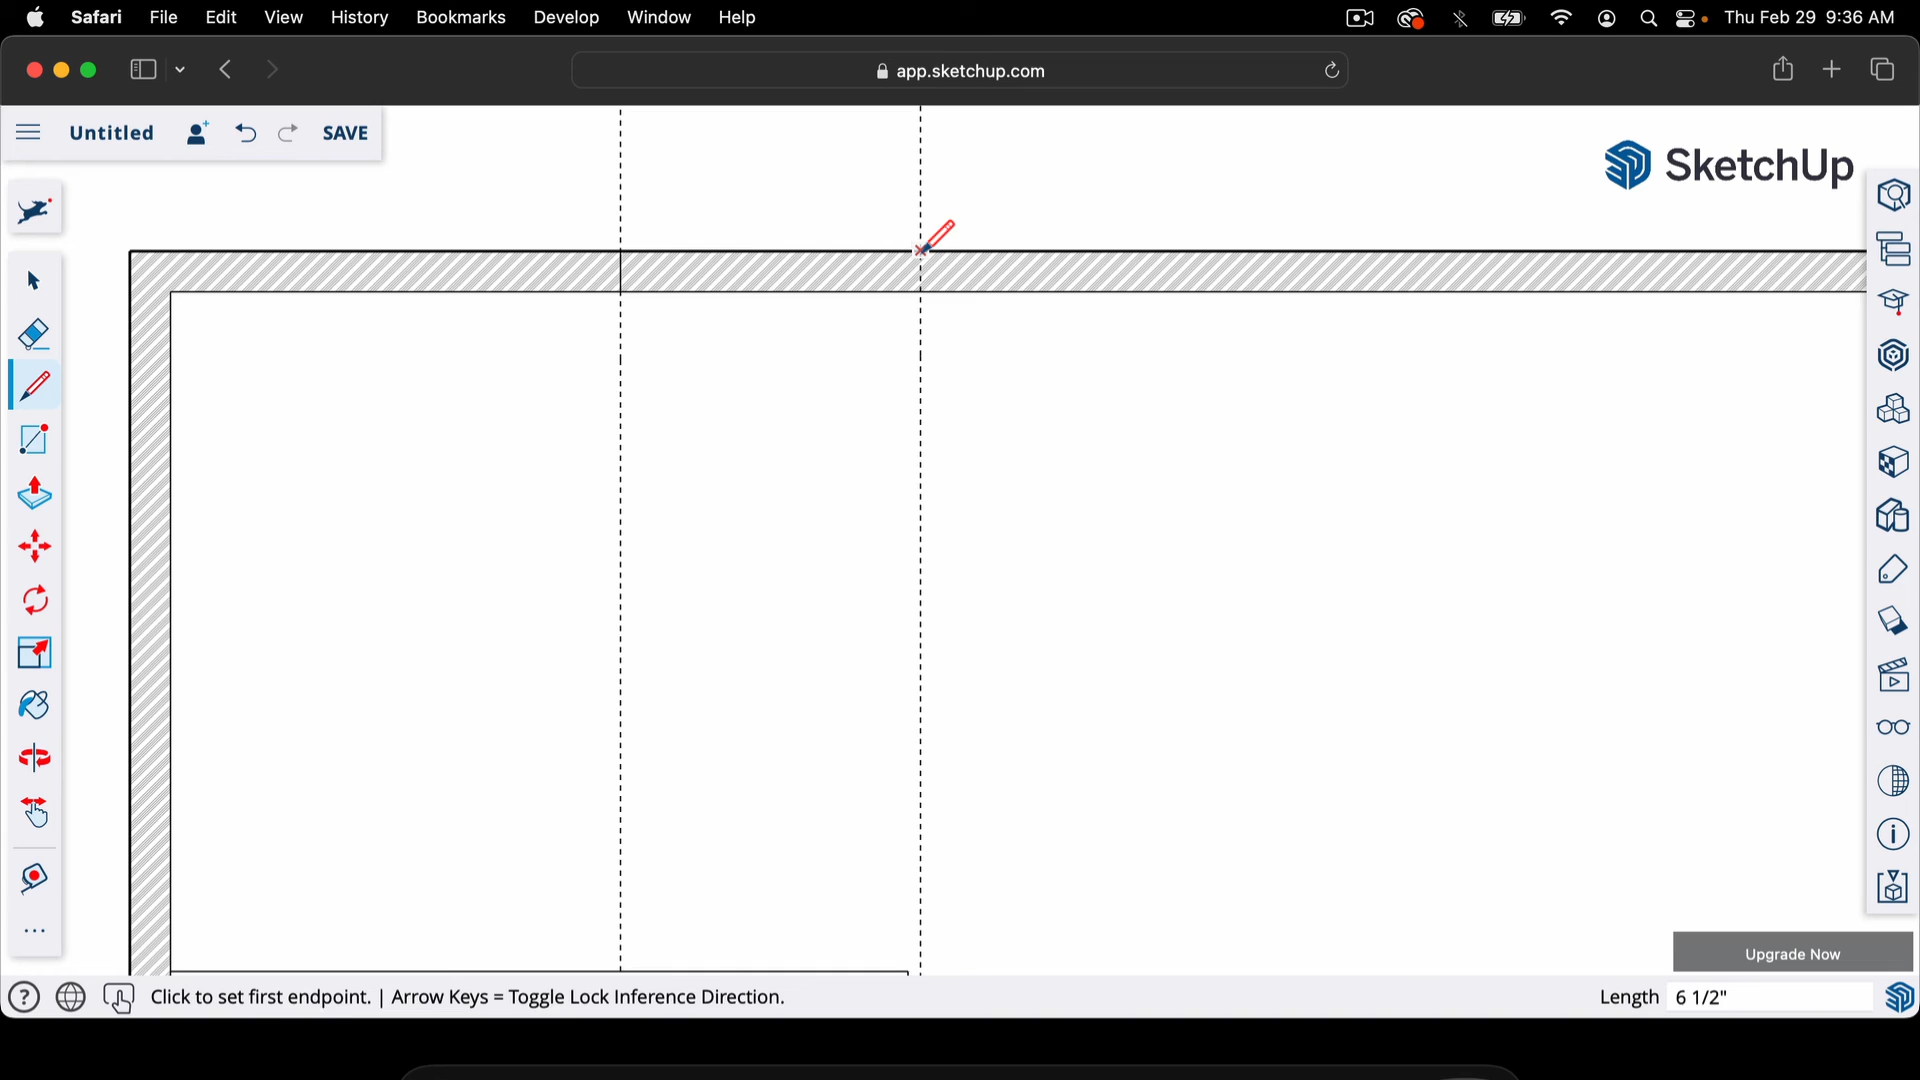 Safari File Edit View History Bookmarks Develop Window Help Thu Feb 29 9:36 AM
app.sketchup.com
Untitled SAVE
SketchUp
Upgrade Now
Click to set first endpoint. | Arrow Keys = Toggle Lock Inference Direction. Length 6 1/2"